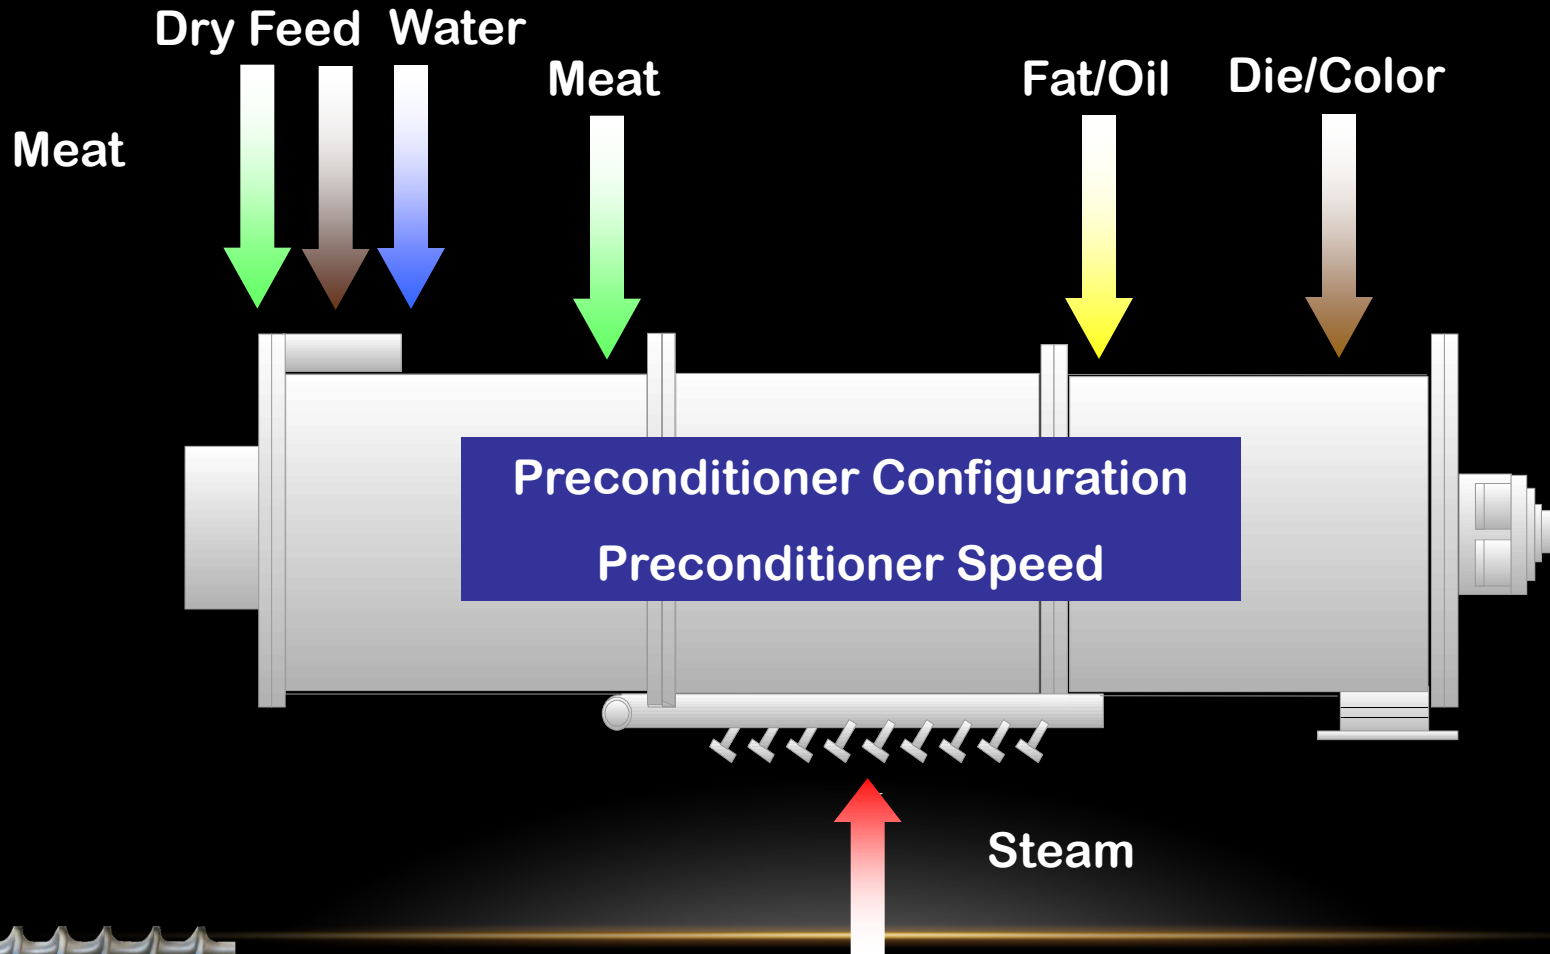 Dry Feed Water
Meat
Fat/Oil
Die/Color
Meat
Preconditioner Configuration
Preconditioner Speed
Steam